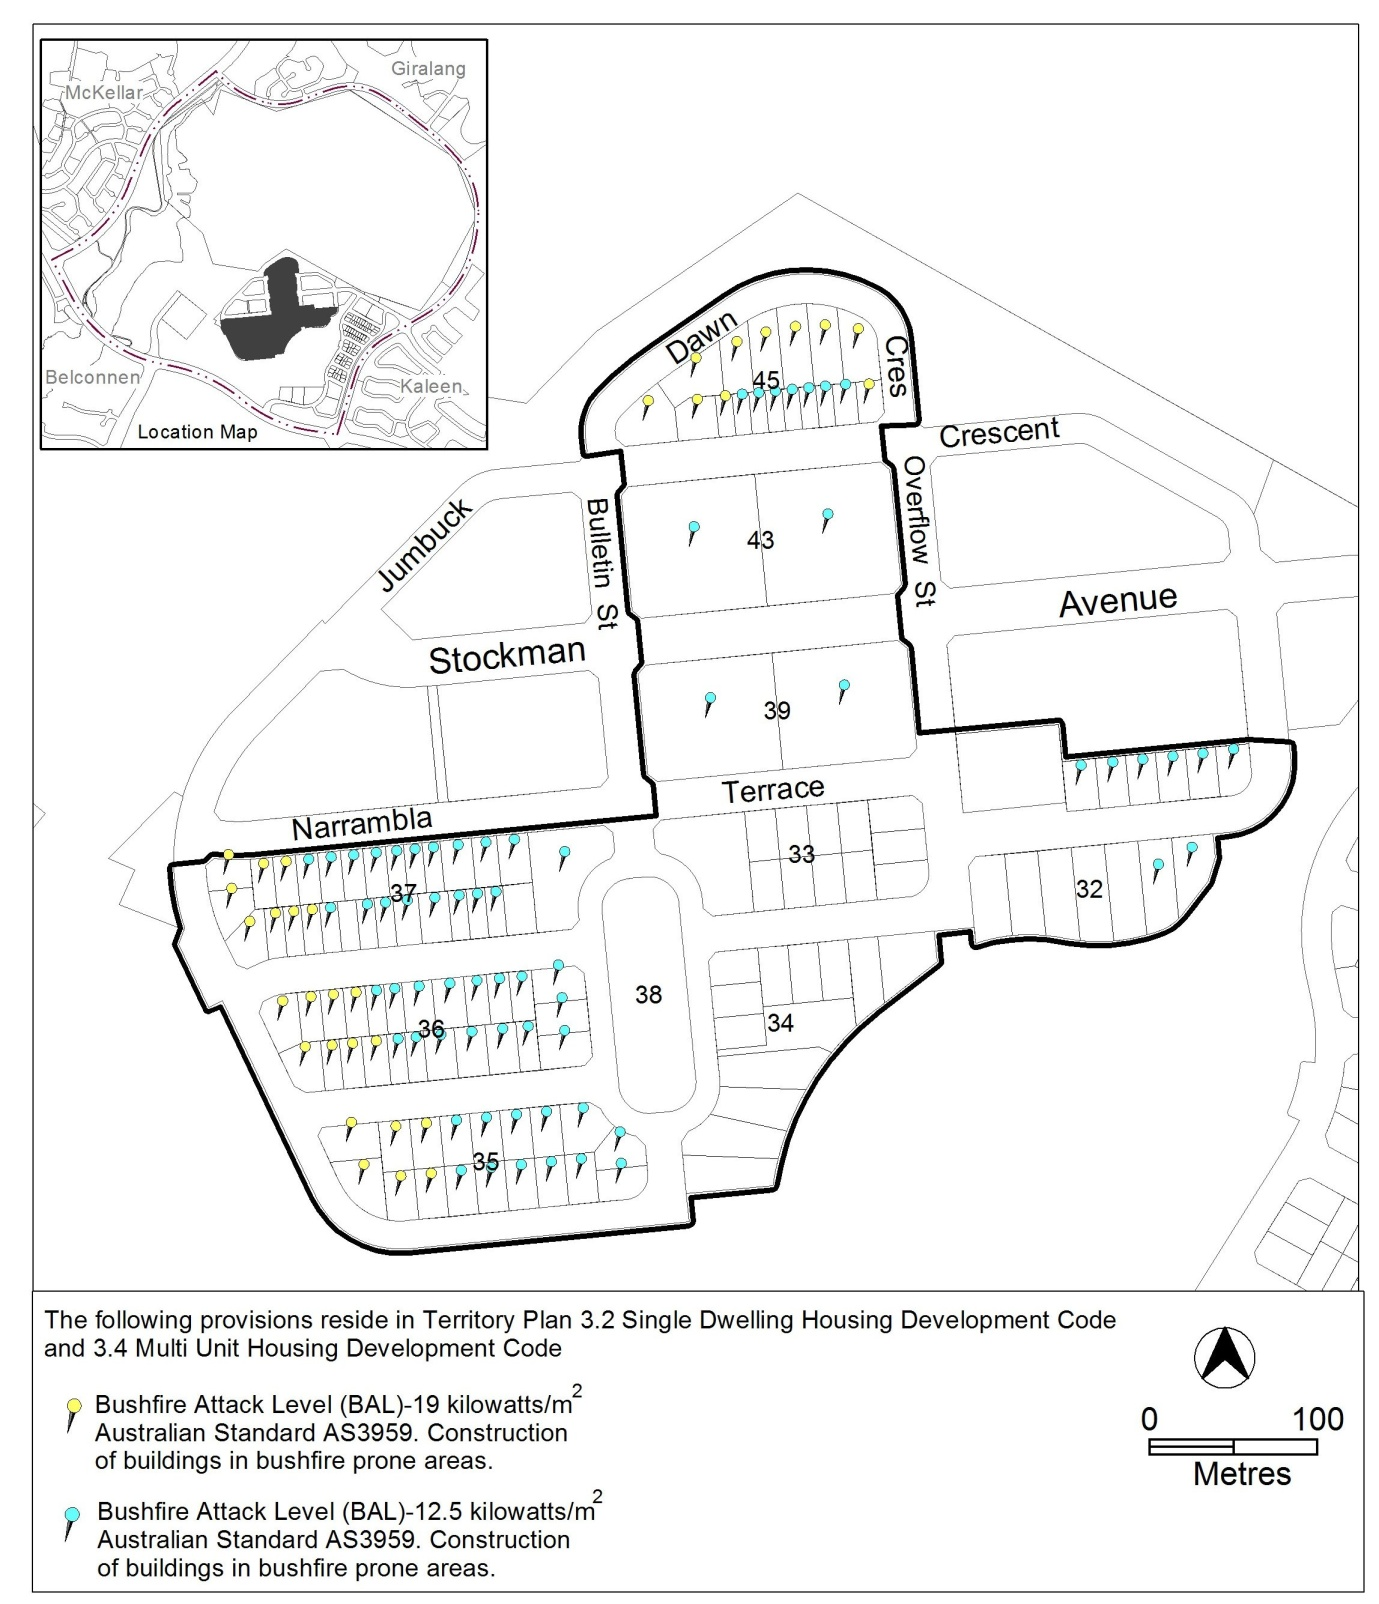 McKellar
Giralang
Belconnen
Kaleen
Location Map
Dawn
Cres
45
Crescent
Jumbuck
Bulletin St
43
Overflow St
Avenue
Stockman
39
Terrace
Narrambla
33
32
37
38
36
34
35
The following provisions reside in Territory Plan 3.2 Single Dwelling Housing Development Code
and 3.4 Multi Unit Housing Development Code
Bushfire Attack Level (BAL)-19 kilowatts/m2
Australian Standard AS3959. Construction
of buildings in bushfire prone areas.
Bushfire Attack Level (BAL)-12.5 kilowatts/m2
Australian Standard AS3959. Construction
of buildings in bushfire prone areas.
0 100
Metres